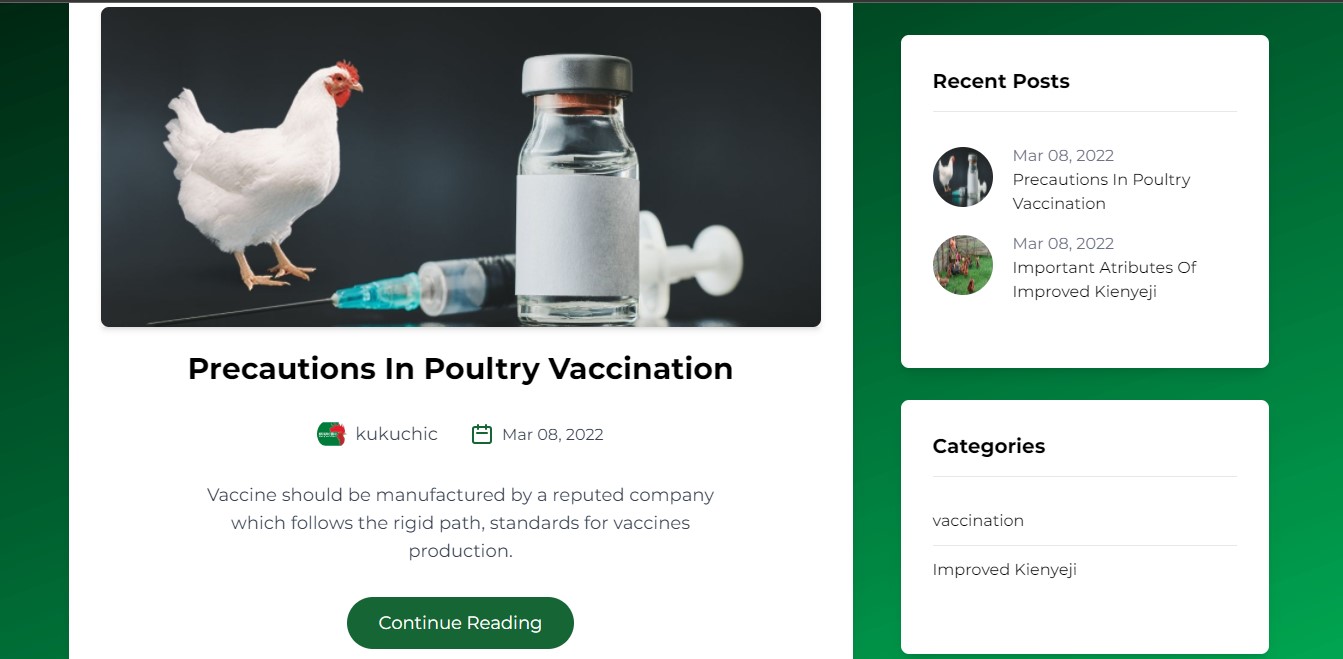 Precautions In Poultry Vaccination
kukuchic
Mar 08, 2022
Vaccine should be manufactured by a reputed company
which follows the rigid path, standards for vaccines
production.
Continue Reading
Recent Posts
Mar 08, 2022
Precautions In Poultry
Vaccination
Mar 08, 2022
Important Atributes Of
Improved Kienyeji
Categories
vaccination
Improved Kienyeji